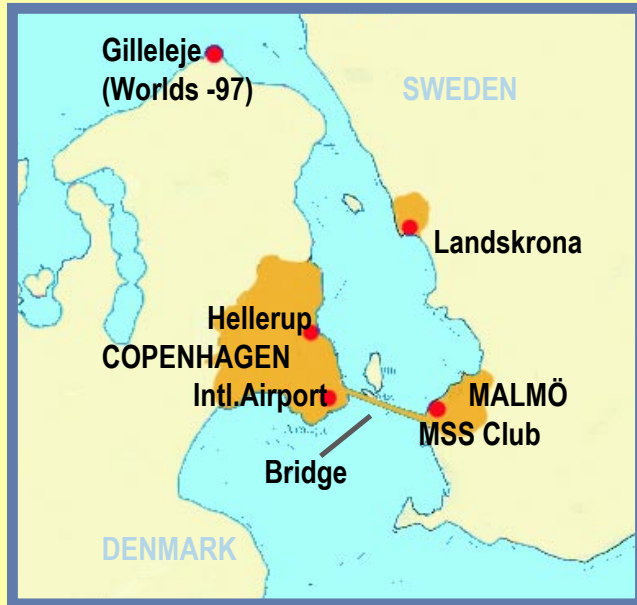 Gilleleje
(Worlds -97)
SWEDEN
Landskrona
Hellerup
COPENHAGEN
Intl.Airport
MALMÖ
MSS Club
Bridge
DENMARK